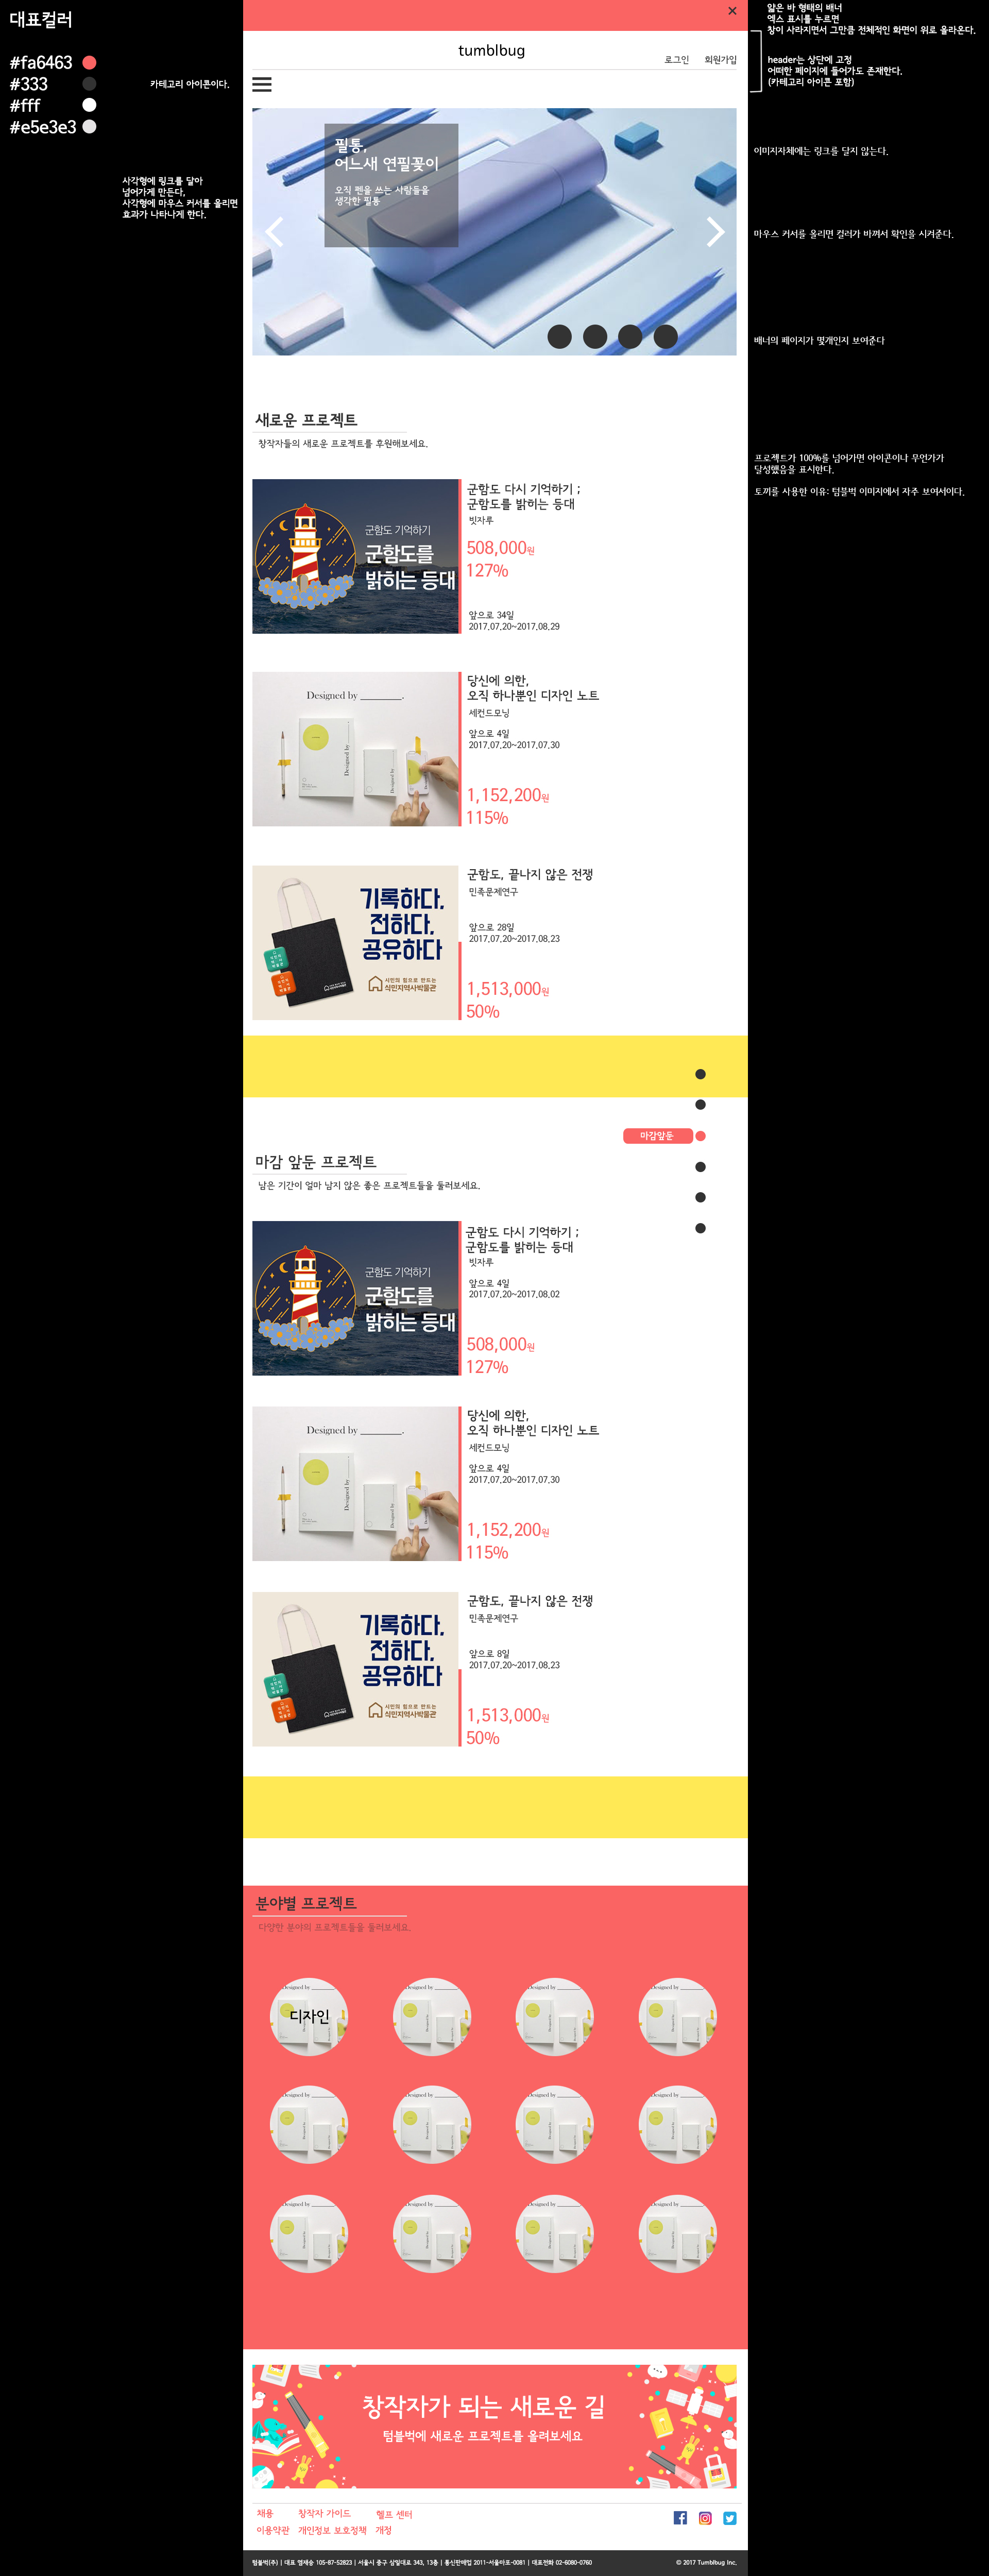 대표컬러
#fa6463
#333
#fff
#e5e3e3
카테고리 아이콘이다.
사각형에 링크를 달아
넘어가게 만든다,
사각형에 마우스 커서를 올리면
효과가 나타나게 한다.
얇은 바 형태의 배너
엑스 표시를 누르면
창이 사라지면서 그만큼 전체적인 화면이 위로 올라온다.
header는 상단에 고정
어떠한 페이지에 들어가도 존재한다.
(카테고리 아이콘 포함)
이미지자체에는 링크를 달지 않는다.
마우스 커서를 올리면 컬러가 바껴서 확인을 시켜준다.
배너의 페이지가 몇개인지 보여준다
프로젝트가 100%를 넘어가면 아이콘이나 무언가가
달성했음을 표시한다.
토끼를 사용한 이유: 텀블벅 이미지에서 자주 보여서이다.
tumblbug
로그인 회원가입
필통,
어느새 연필꽂이
오직 펜을 쓰는 사람들을
생각한 필통
새로운 프로젝트
창작자들의 새로운 프로젝트를 후원해보세요.
군함도 기억하기
군함도를
밝히는 등대
군함도 다시 기억하기 ;
군함도를 밝히는 등대
빗자루
508,000원
127%
앞으로 34일
2017.07.20~2017.08.29
Designed by ________.
Designed by
당신에 의한,
오직 하나뿐인 디자인 노트
세컨드모닝
앞으로 4일
2017.07.20~2017.07.30
1,152,200원
115%
기록하다.
전하다.
공유하다
시민의 힘으로 만드는
식민지역사박물관
군함도, 끝나지 않은 전쟁
민족문제연구
앞으로 28일
2017.07.20~2017.08.23
1,513,000원
50%
마감앞둔
마감 앞둔 프로젝트
남은 기간이 얼마 남지 않은 좋은 프로젝트들을 둘러보세요.
군함도 기억하기
군함도를
밝히는 등대
군함도 다시 기억하기 ;
군함도를 밝히는 등대
빗자루
앞으로 4일
2017.07.20~2017.08.02
508,000원
127%
Designed by ________.
Designed by
당신에 의한,
오직 하나뿐인 디자인 노트
세컨드모닝
앞으로 4일
2017.07.20~2017.07.30
1,152,200원
115%
기록하다.
전하다.
공유하다
시민의 힘으로 만드는
식민지역사박물관
군함도, 끝나지 않은 전쟁
민족문제연구
앞으로 8일
2017.07.20~2017.08.23
1,513,000원
50%
분야별 프로젝트
다양한 분야의 프로젝트들을 둘러보세요.
디자인
창작자가 되는 새로운 길
텀블벅에 새로운 프로젝트를 올려보세요
채용 창작자 가이드 헬프 센터
이용약관 개인정보 보호정책 개정
텀블벅(주) | 대표 염재승 105-87-52823 | 서울시 중구 삼일대로 343, 13층 | 통신판매업 2011-서울마포-0081 | 대표전화 02-6080-0760
© 2017 Tumblbug Inc.